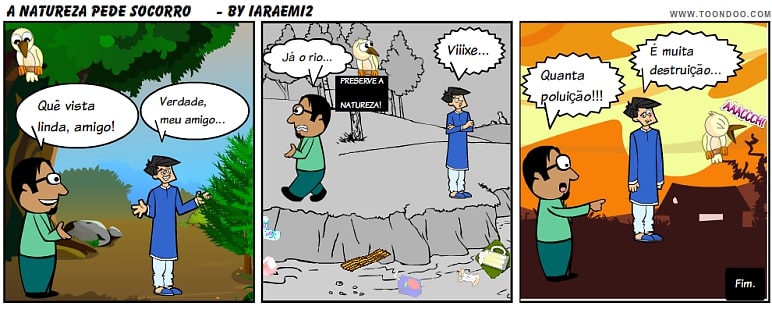 A NATUREZA PEDE SOCORRO - BY IARAEMI2
WWW.TOONDOO.COM
Quê vista
linda, amigo!
Verdade,
meu amigo...
Já o rio...
PRESERVE A
NATUREZA!
Viiixe...
Quanta
poluição!!!
É muita
destruição...
AAACCCH!
Fim.